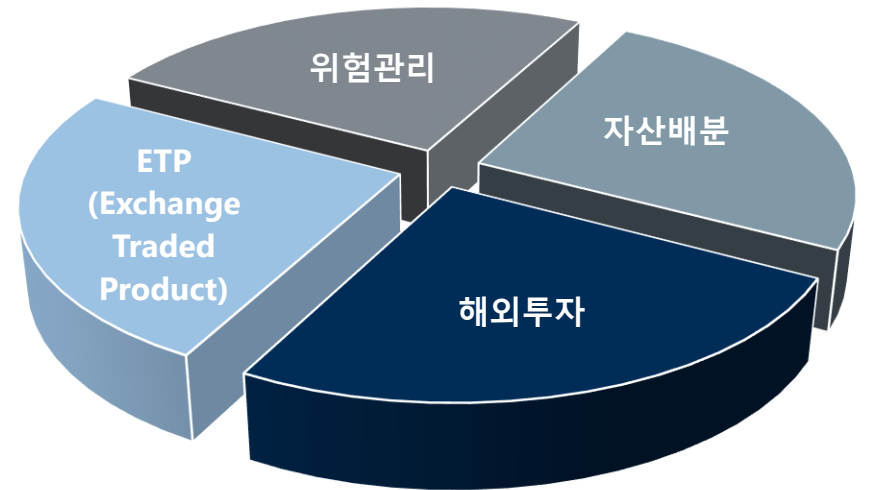 위험관리
자산배분
ETP
(Exchange
Traded
Product)
해외투자